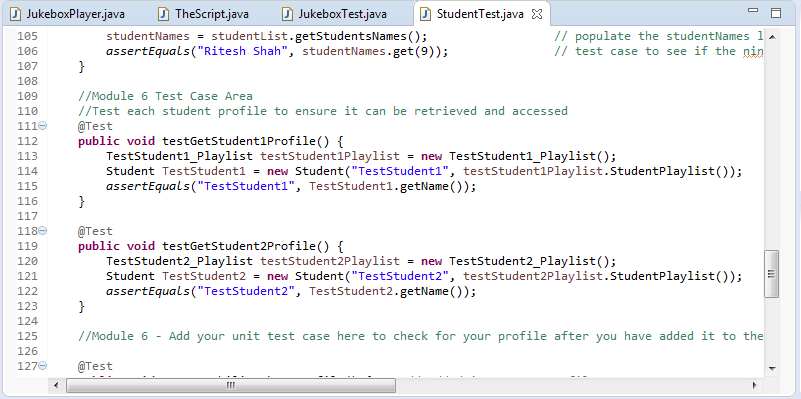 JukeboxPlayer.java TheScript.java JukeboxTest.java StudentTest.java
105 studentNames = studentList.getStudentsNames(); // populate the studentNames l
106 assertEquals("Ritesh Shah", studentNames.get(9)); // test case to see if the nin
107 }
108
109 //Module 6 Test Case Area
110 //Test each student profile to ensure it can be retrieved and accessed
111 @Test
112 public void testGetStudent1Profile() {
113 TestStudent1_Playlist testStudent1Playlist = new TestStudent1_Playlist();
114 Student TestStudent1 = new Student("TestStudent1", testStudent1Playlist.StudentPlaylist());
115 assertEquals("TestStudent1", TestStudent1.getName());
116 }
117
118 @Test
119 public void testGetStudent2Profile() {
120 TestStudent2_Playlist testStudent2Playlist = new TestStudent2_Playlist();
121 Student TestStudent2 = new Student("TestStudent2", testStudent2Playlist.StudentPlaylist());
122 assertEquals("TestStudent2", TestStudent2.getName());
123 }
124
125 //Module 6 - Add your unit test case here to check for your profile after you have added it to the
126
127 @Test